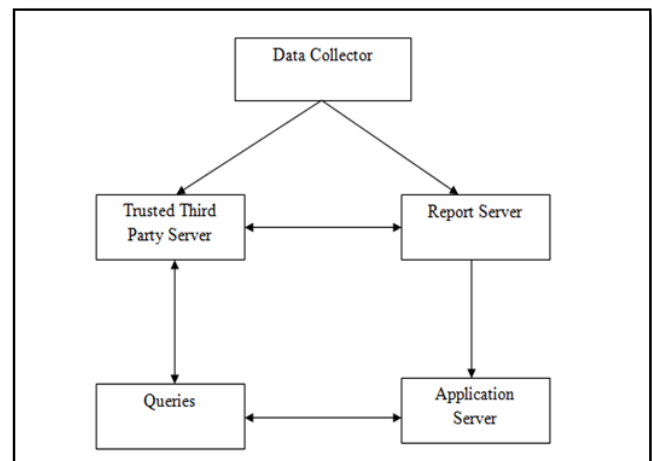 Data Collector
Trusted Third
Party Server
Report Server
Queries
Application
Server